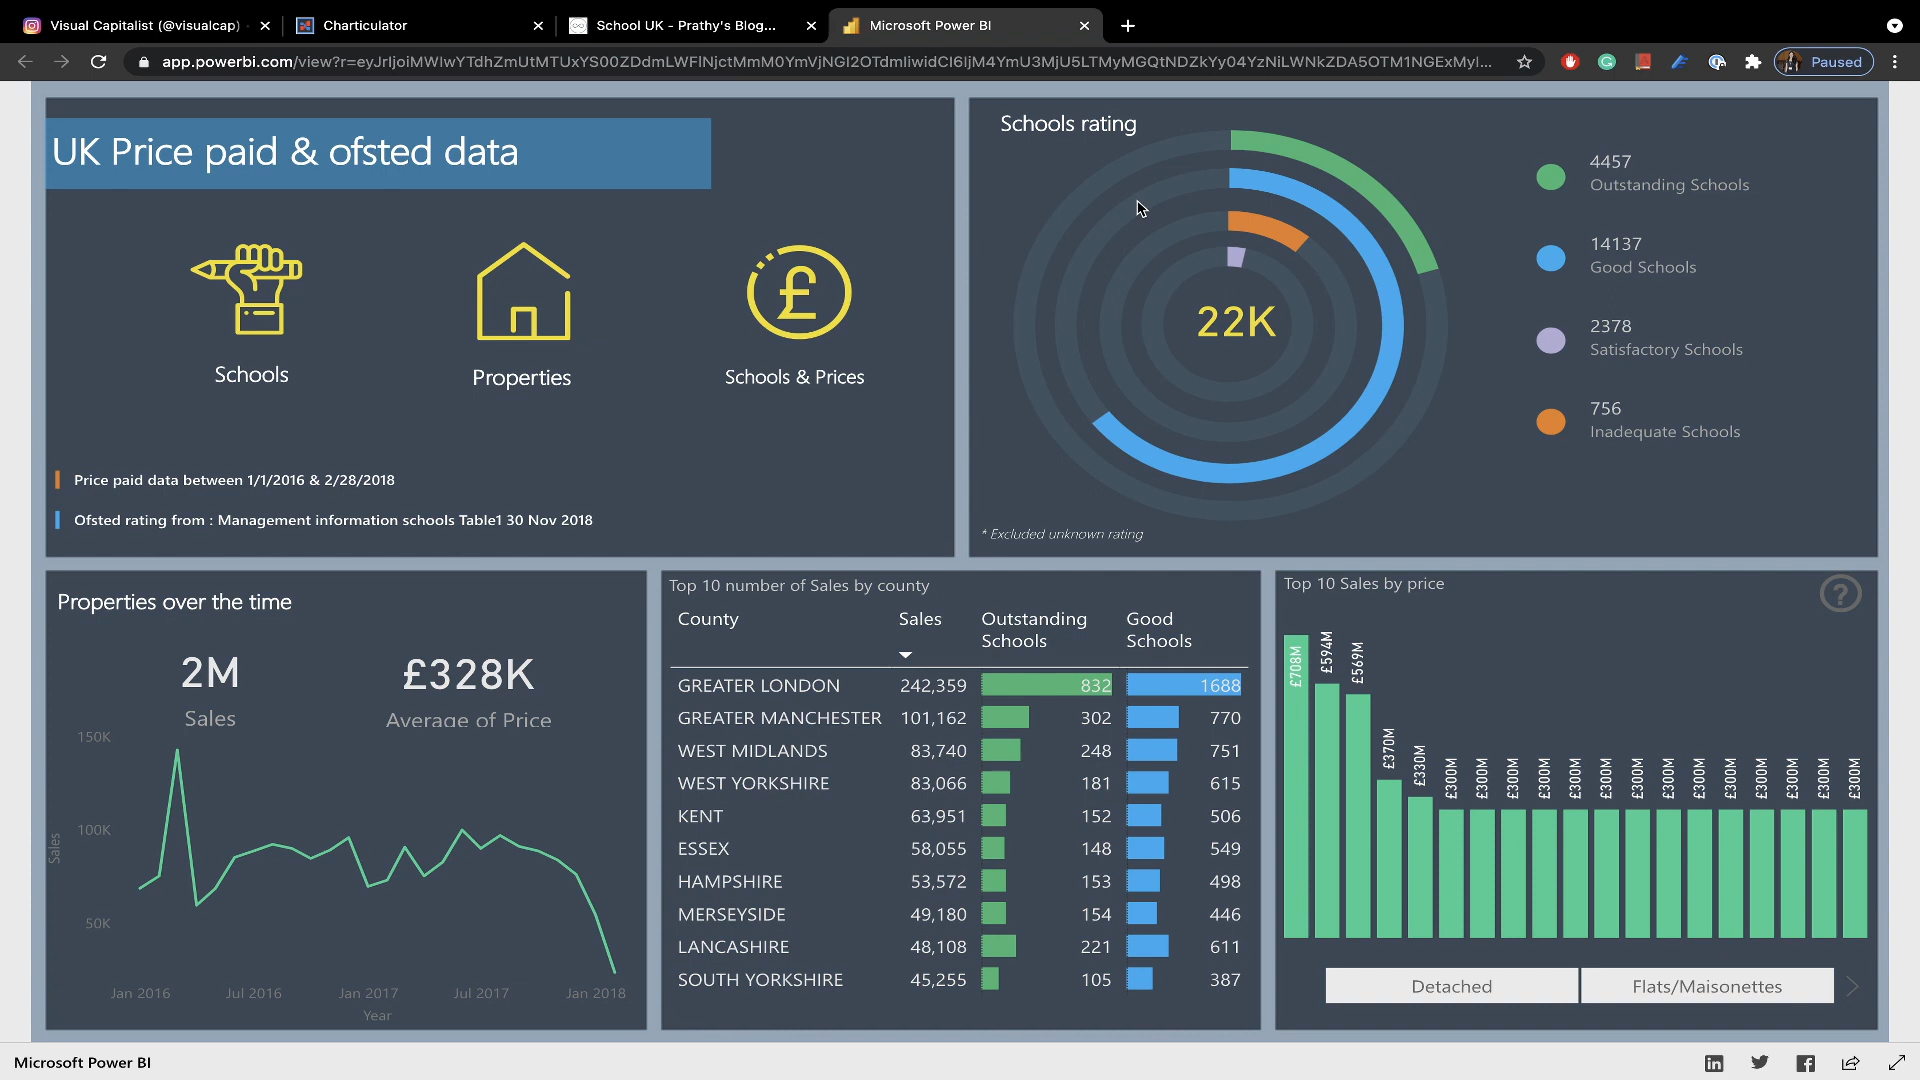 Visual Capitalist (@visualcap)
Charticulator
School UK - Prathy's Blog...
Microsoft Power BI
Paused
UK Price paid & ofsted data
Schools
Properties
Schools & Prices
Price paid data between 1/1/2016 & 2/28/2018
Ofsted rating from : Management information schools Table1 30 Nov 2018
Schools rating
22K
4457
Outstanding Schools
14137
Good Schools
2378
Satisfactory Schools
756
Inadequate Schools
* Excluded unknown rating
Properties over the time
2M
Sales
£328K
Average of Price
150K
100K
50K
Sales
Jan 2016
Jul 2016
Jan 2017
Jul 2017
Jan 2018
Year
Top 10 number of Sales by county
County Sales Outstanding Schools Good Schools
GREATER LONDON 242,359 832 1688
GREATER MANCHESTER 101,162 302 770
WEST MIDLANDS 83,740 248 751
WEST YORKSHIRE 83,066 181 615
KENT 63,951 152 506
ESSEX 58,055 148 549
HAMPSHIRE 53,572 153 498
MERSEYSIDE 49,180 154 446
LANCASHIRE 48,108 221 611
SOUTH YORKSHIRE 45,255 105 387
Top 10 Sales by price
?
£708M £594M £569M £370M £330M £300M £300M £300M £300M £300M £300M £300M £300M £300M £300M £300M £300M £300M £300M
Detached
Flats/Maisonettes
Microsoft Power BI